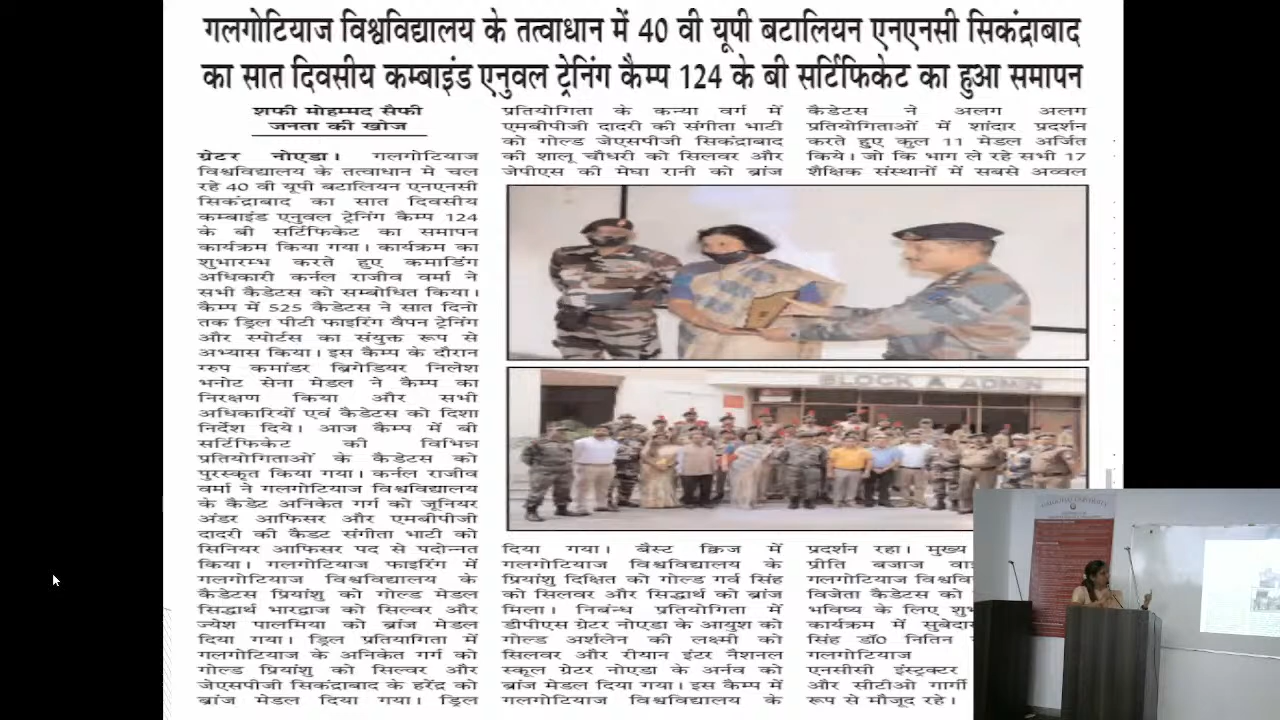 गलगोटियाज विश्वविद्यालय के तत्वाधान में 40 वी यूपी बटालियन एनएनसी सिकंद्राबाद
का सात दिवसीय कम्बाइंड एनुवल ट्रेनिंग कैम्प 124 के बी सर्टिफिकेट का हुआ समापन
शफी मोहम्मद सैफी
जनता की खोज
ग्रेटर नोएडा। गलगोटियाज
विश्वविद्यालय के तत्वाधान मे चल
रहे 40 वी यूपी बटालियन एनएनसी
सिकंद्राबाद का सात दिवसीय
कम्बाइंड एनुवल ट्रेनिंग कैम्प 124
के बी सर्टिफिकेट का समापन
कार्यक्रम किया गया। कार्यक्रम का
शुभारम्भ करते हुए कमाडिंग
अधिकारी कर्नल राजीव वर्मा ने
सभी कैडेटस को सम्बोधित किया।
कैम्प में 525 कैडेटस ने सात दिनो
तक ड्रिल पीटी फाइरिंग वैपन ट्रेनिंग
और स्पोर्टस का संयुक्त रूप से
अभ्यास किया। इस कैम्प के दौरान
ग्रुप कमांडर ब्रिगेडियर निलेश
भनोट सेना मेडल ने कैम्प का
निरक्षण किया और सभी
अधिकारियों एवं कैडेटस को दिशा
निर्देश दिये। आज कैम्प में बी
सर्टिफिकेट की विभिन्न
प्रतियोगिताओं के कैडेटस को
पुरस्कृत किया गया। कर्नल राजीव
वर्मा ने गलगोटियाज विश्वविद्यालय
के कैडेट अनिकेत गर्ग को जूनियर
अंडर आफिसर और एमबीपीजी
दादरी की कैडट संगीता भाटी को
सिनियर आफिसर पद से पदोन्नत
किया। गलगोटियाज फाइरिंग में
गलगोटियाज विश्वविद्यालय के
कैडेटस प्रियांशु को गोल्ड मेडल
सिद्धार्थ भारद्वाज को सिल्वर और
ज्येश पालमिया को ब्रांज मेडल
दिया गया। ड्रिल प्रतियागिता में
गलगोटियाज के अनिकेत गर्ग को
गोल्ड प्रियांशु को सिल्वर और
जेएसपीजी सिकंद्राबाद के हरेंद्र को
ब्रांज मेडल दिया गया। ड्रिल
प्रतियोगिता के कन्या वर्ग में
एमबीपीजी दादरी की संगीता भाटी
को गोल्ड जेएसपीजी सिकंद्राबाद
की शालू चौधरी को सिलवर और
जेपीएस की मेघा रानी को ब्रांज
BLOCK A ADMIN
दिया गया। बैस्ट क्विज में
गलगोटियाज विश्वविद्यालय के
प्रियांशु दिक्षित को गोल्ड गर्व सिंह
को सिलवर और सिद्धार्थ को ब्रांज
मिला। निबंन्ध प्रतियोगिता में
डीपीएस ग्रेटर नोएडा के आयुश को
गोल्ड अर्शलेन की लक्ष्मी को
सिलवर और रीयान इंटर नैशनल
स्कूल ग्रेटर नोएडा के अर्नव को
ब्रांज मेडल दिया गया। इस कैम्प में
गलगोटियाज विश्वविद्यालय के
कैडेटस ने अलग अलग
प्रतियोगिताओं में शांदार प्रदर्शन
करते हुए कुल 11 मेडल अर्जित
किये। जो कि भाग ले रहे सभी 17
शैक्षिक संस्थानों में सबसे अव्वल
प्रदर्शन रहा। मुख्य
प्रीति बजाज
गलगोटियाज
विजेता कैडेटस को
भविष्य के लिए
कार्यक्रम में
सिंह डॉ0 नितिन
गलगोटियाज
एनसीसी इंस्ट्रक्टर
और सीटीओ गार्गी
रूप से मौजूद रहे।